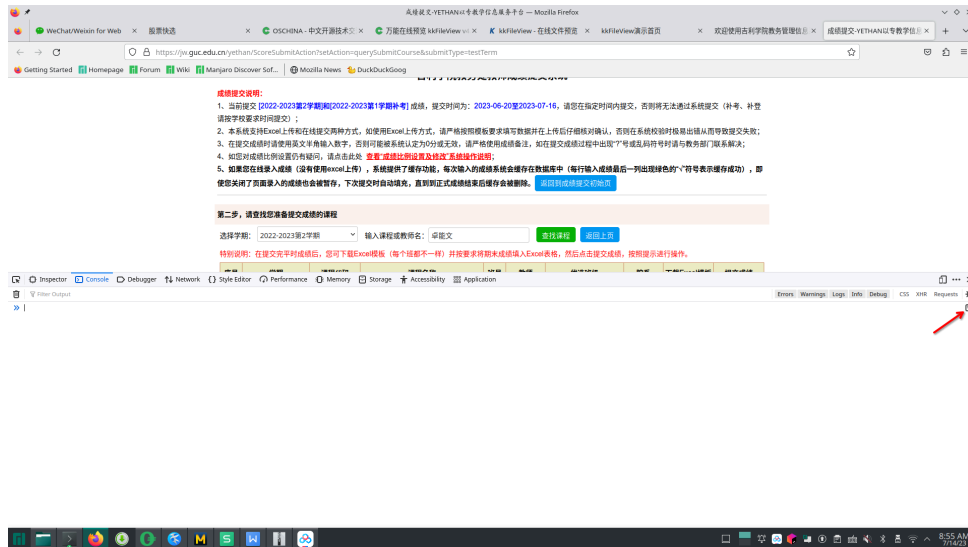 成绩提交-YETHAN以专教学信息服务平台 — Mozilla Firefox
WeChat/Weixin for Web
股票快选
OSCHINA - 中文开源技术交
万能在线预览 kkFileView v4
kkFileView - 在线文件预览
kkFileView演示首页
欢迎使用吉利学院教务管理信息
成绩提交-YETHAN以专教学信息
https://jw.guc.edu.cn/yethan/ScoreSubmitAction?setAction=querySubmitCourse&submitType=testTerm
Getting Started Homepage Forum Wiki Manjaro Discover Sof... Mozilla News DuckDuckGoog
成绩提交说明：
1、当前提交 [2022-2023第2学期]和[2022-2023第1学期补考] 成绩，提交时间为：2023-06-20至2023-07-16，请您在指定时间内提交，否则将无法通过系统提交（补考、补登
请按学校要求时间提交）；
2、本系统支持Excel上传和在线提交两种方式，如使用Excel上传方式，请严格按照模板要求填写数据并在上传后仔细核对确认，否则在系统校验时极易出错从而导致提交失败；
3、在提交成绩时请使用英文半角输入数字，否则可能被系统认定为0分或无效，请严格使用成绩备注，如在提交成绩过程中出现"?"号或乱码符号时请与教务部门联系解决；
4、如您对成绩比例设置仍有疑问，请点击此处 查看"成绩比例设置及修改"系统操作说明；
5、如果您在线录入成绩（没有使用excel上传），系统提供了缓存功能，每次输入的成绩系统会缓存在数据库中（每行输入成绩最后一列出现绿色的"√"符号表示缓存成功），即
使您关闭了页面录入的成绩也会被暂存，下次提交时自动填充，直到到正式成绩结束后缓存会被删除。 返回到成绩提交初始页
第二步，请查找您准备提交成绩的课程
选择学期： 2022-2023第2学期 输入课程或教师名： 卓能文 查找课程 返回上页
特别说明：在提交完平时成绩后，您可下载Excel模板（每个班都不一样）并按要求将期末成绩填入Excel表格，然后点击提交成绩，按照提示进行操作。
Inspector Console Debugger Network Style Editor Performance Memory Storage Accessibility Application
Filter Output
Errors Warnings Logs Info Debug CSS XHR Requests
8:55 AM
7/14/23